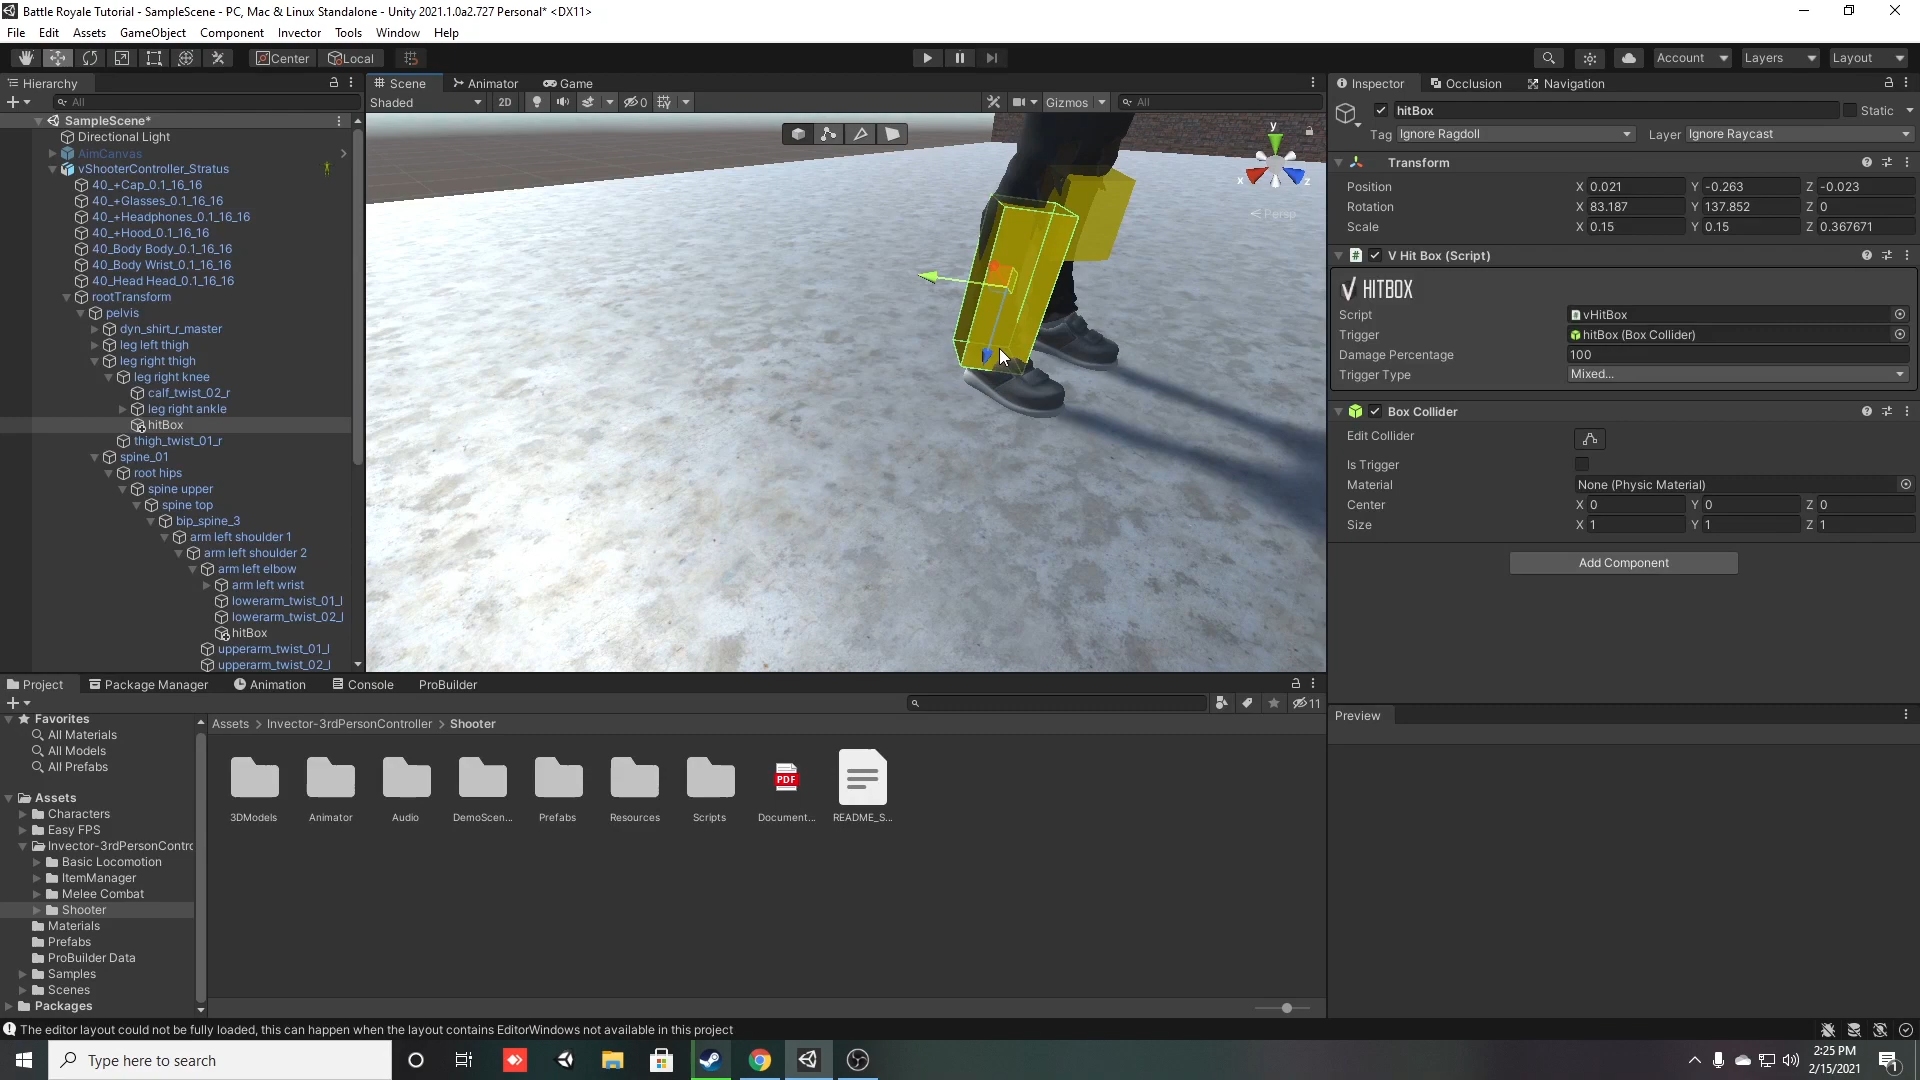 Battle Royale Tutorial - SampleScene - PC, Mac & Linux Standalone - Unity 2021.1.0a2.727 Personal* <DX11>
File Edit Assets GameObject Component Invector Tools Window Help
Center Local Account Layers Layout
Hierarchy Scene Animator Game Inspector Occlusion Navigation
All Shaded 2D 0 Gizmos All
hitBox Static
Tag Ignore Ragdoll Layer Ignore Raycast
SampleScene*
Directional Light
AimCanvas
vShooterController_Stratus
40_+Cap_0.1_16_16
40_+Glasses_0.1_16_16
40_+Headphones_0.1_16_16
40_+Hood_0.1_16_16
40_Body Body_0.1_16_16
40_Body Wrist_0.1_16_16
40_Head Head_0.1_16_16
rootTransform
pelvis
dyn_shirt_r_master
leg left thigh
leg right thigh
leg right knee
calf_twist_02_r
leg right ankle
hitBox
thigh_twist_01_r
spine_01
root hips
spine upper
spine top
bip_spine_3
arm left shoulder 1
arm left shoulder 2
arm left elbow
arm left wrist
lowerarm_twist_01_l
lowerarm_twist_02_l
hitBox
upperarm_twist_01_l
upperarm_twist_02_l
y
x z
Persp
Transform
Position X 0.021 Y -0.263 Z -0.023
Rotation X 83.187 Y 137.852 Z 0
Scale X 0.15 Y 0.15 Z 0.367671
V Hit Box (Script)
HITBOX
Script vHitBox
Trigger hitBox (Box Collider)
Damage Percentage 100
Trigger Type Mixed...
Box Collider
Edit Collider
Is Trigger
Material None (Physic Material)
Center X 0 Y 0 Z 0
Size X 1 Y 1 Z 1
Add Component
Preview
Project Package Manager Animation Console ProBuilder
11
Favorites
All Materials
All Models
All Prefabs
Assets
Characters
Easy FPS
Invector-3rdPersonContro
Basic Locomotion
ItemManager
Melee Combat
Shooter
Materials
Prefabs
ProBuilder Data
Samples
Scenes
Packages
Assets > Invector-3rdPersonController > Shooter
PDF
3DModels Animator Audio DemoScen... Prefabs Resources Scripts Document... README_S...
The editor layout could not be fully loaded, this can happen when the layout contains EditorWindows not available in this project
Type here to search
2:25 PM
2/15/2021
1